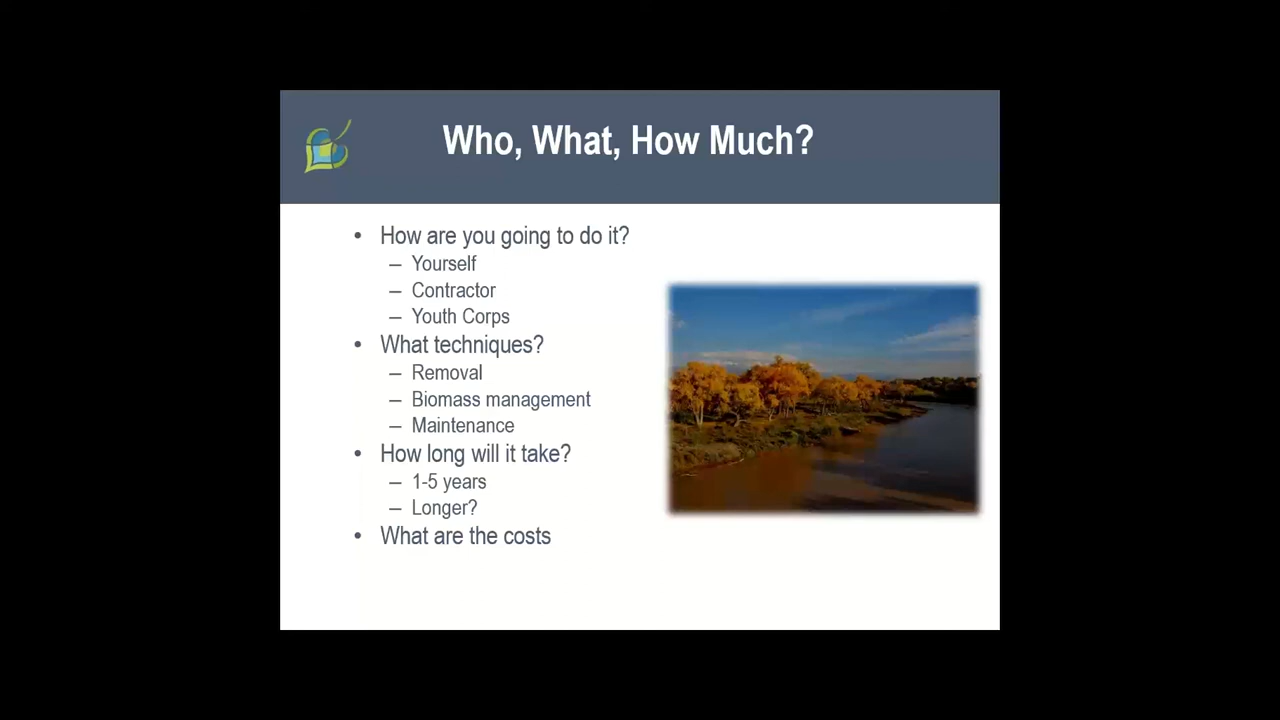 Who, What, How Much?
• How are you going to do it?
– Yourself
– Contractor
– Youth Corps
• What techniques?
– Removal
– Biomass management
– Maintenance
• How long will it take?
– 1-5 years
– Longer?
• What are the costs